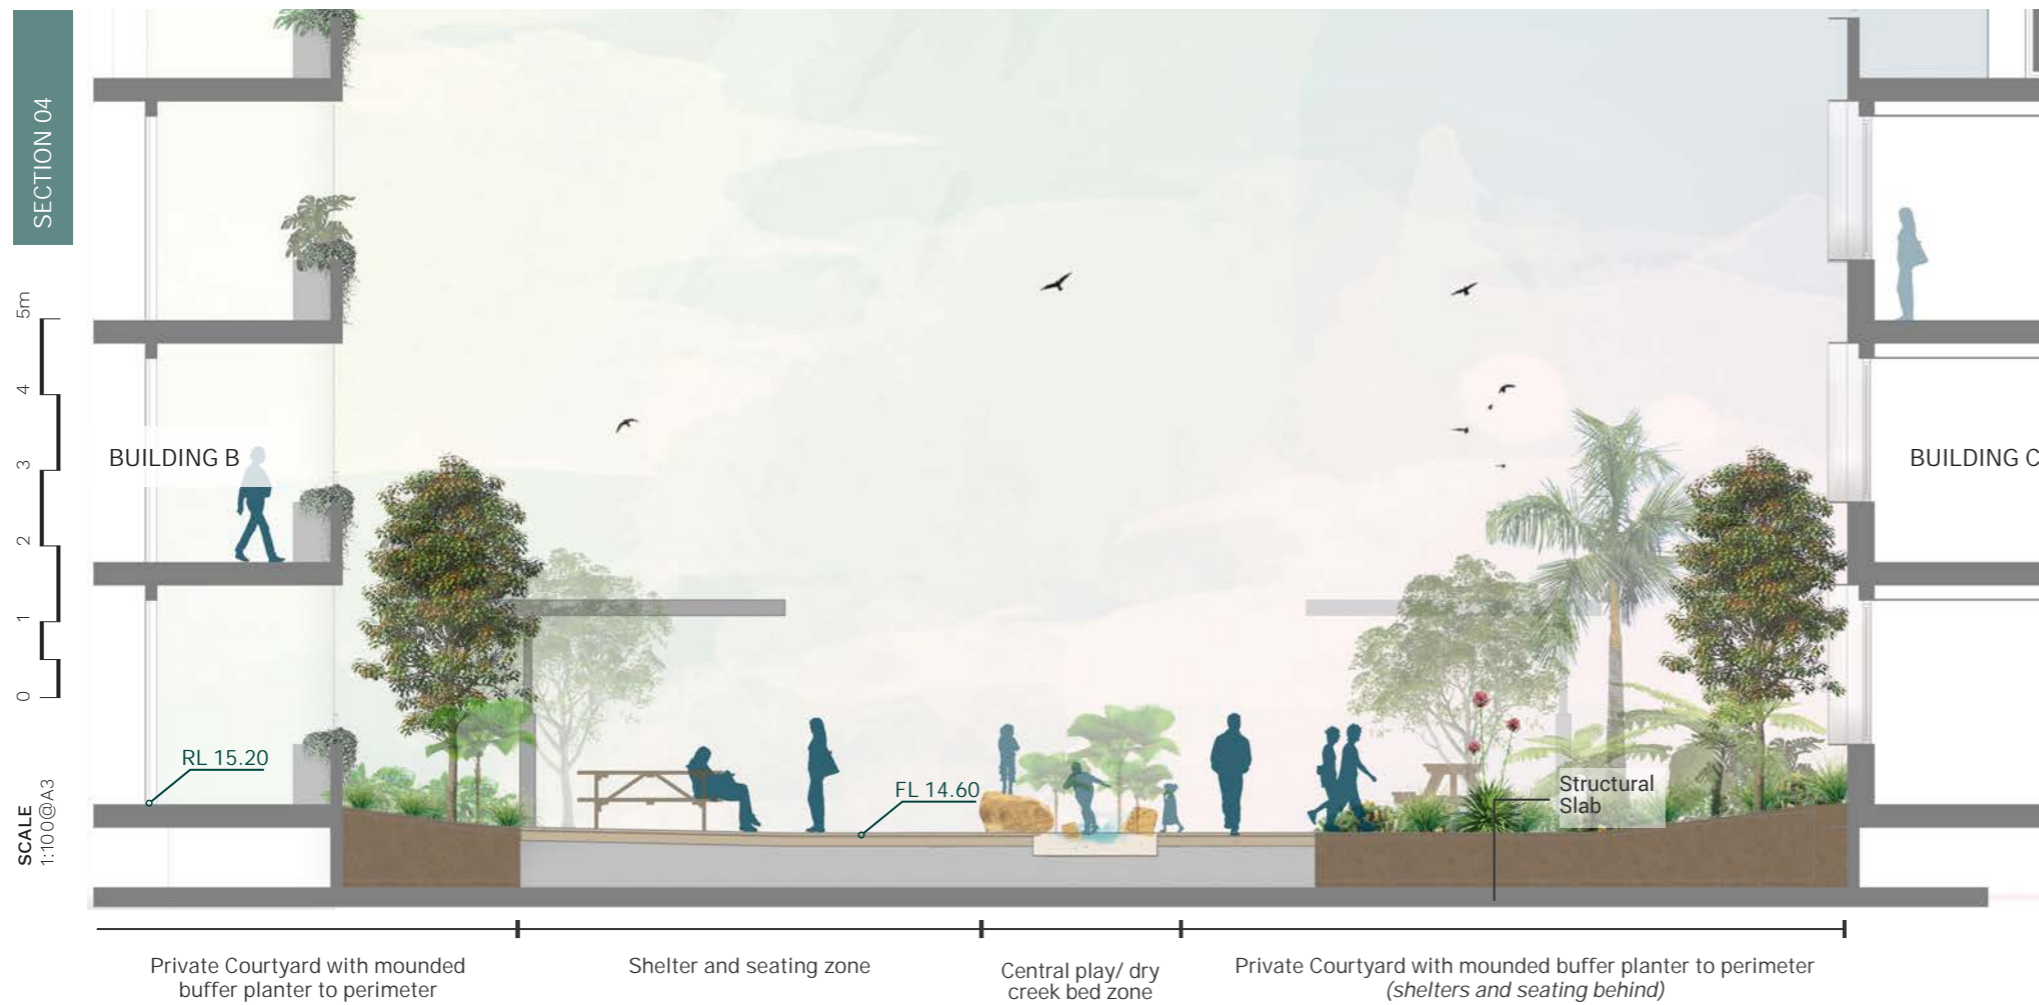 SECTION 04
5m
4
3
2
1
0
SCALE
1:100@A3
BUILDING B
BUILDING C
RL 15.20
FL 14.60
Structural
Slab
Private Courtyard with mounded
buffer planter to perimeter
Shelter and seating zone
Central play/ dry
creek bed zone
Private Courtyard with mounded buffer planter to perimeter
(shelters and seating behind)